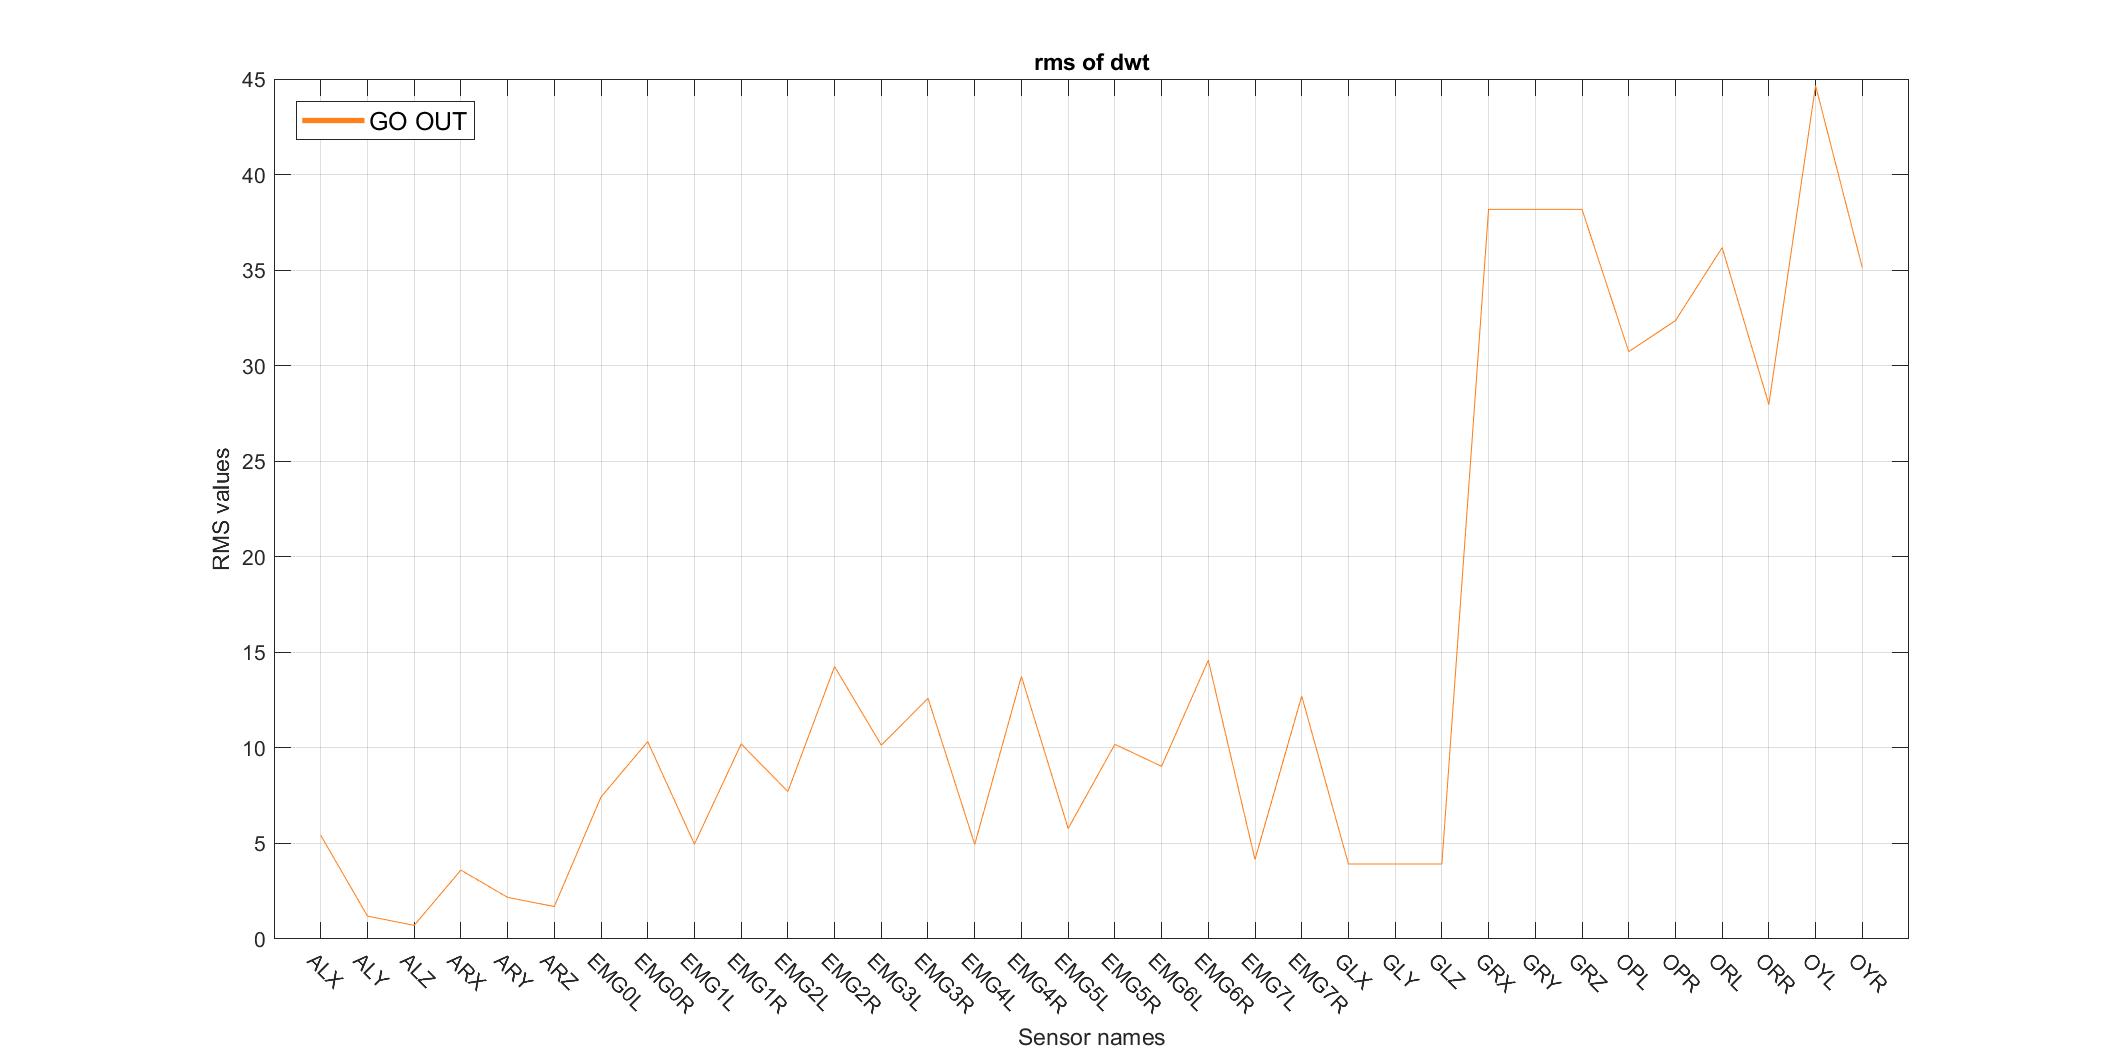 rms of dwt
GO OUT
45
40
35
30
25
20
15
10
5
0
RMS values
ALX
ALY
ALZ
ARX
ARY
ARZ
EMG0L
EMG0R
EMG1L
EMG1R
EMG2L
EMG2R
EMG3L
EMG3R
EMG4L
EMG4R
EMG5L
EMG5R
EMG6L
EMG6R
EMG7L
EMG7R
GLX
GLY
GLZ
GRX
GRY
GRZ
OPL
OPR
ORL
ORR
OYL
OYR
Sensor names